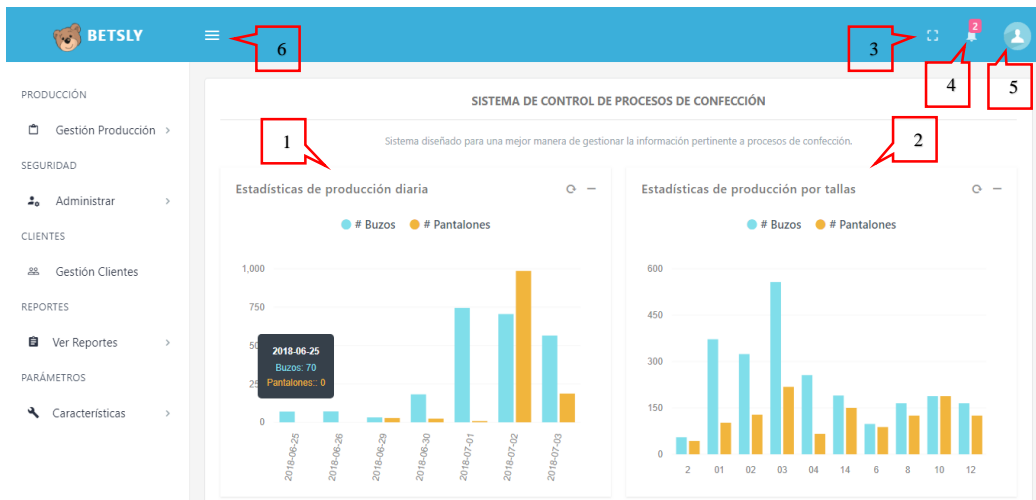 BETSLY
6
3
2
4
5
PRODUCCIÓN
Gestión Producción
SEGURIDAD
Administrar
CLIENTES
Gestión Clientes
REPORTES
Ver Reportes
PARÁMETROS
Características
SISTEMA DE CONTROL DE PROCESOS DE CONFECCIÓN
Sistema diseñado para una mejor manera de gestionar la información pertinente a procesos de confección.
1
2
Estadísticas de producción diaria
# Buzos # Pantalones
1,000
750
50
25
0
2018-06-25
Buzos: 70
Pantalones:: 0
2018-06-25 2018-06-26 2018-06-29 2018-06-30 2018-07-01 2018-07-02 2018-07-03
Estadísticas de producción por tallas
# Buzos # Pantalones
600
450
300
150
0
2 01 02 03 04 14 6 8 10 12